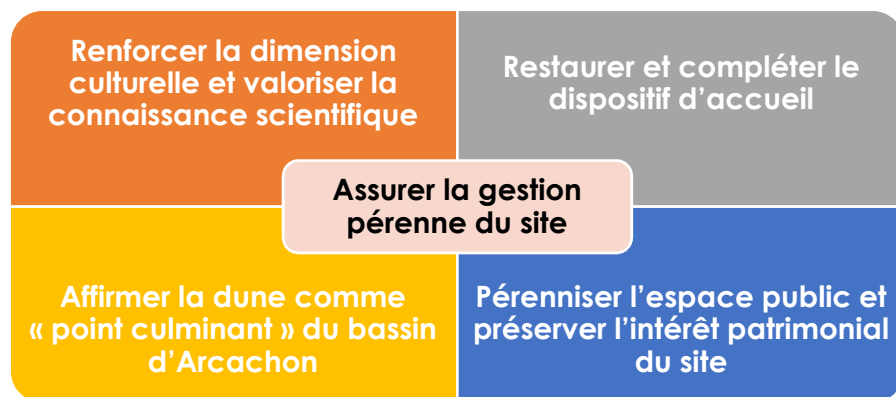 Renforcer la dimension
culturelle et valoriser la
connaissance scientifique
Restaurer et compléter le
dispositif d’accueil
Assurer la gestion
pérenne du site
Affirmer la dune comme
« point culminant » du bassin
d’Arcachon
Pérenniser l’espace public et
préserver l’intérêt patrimonial
du site